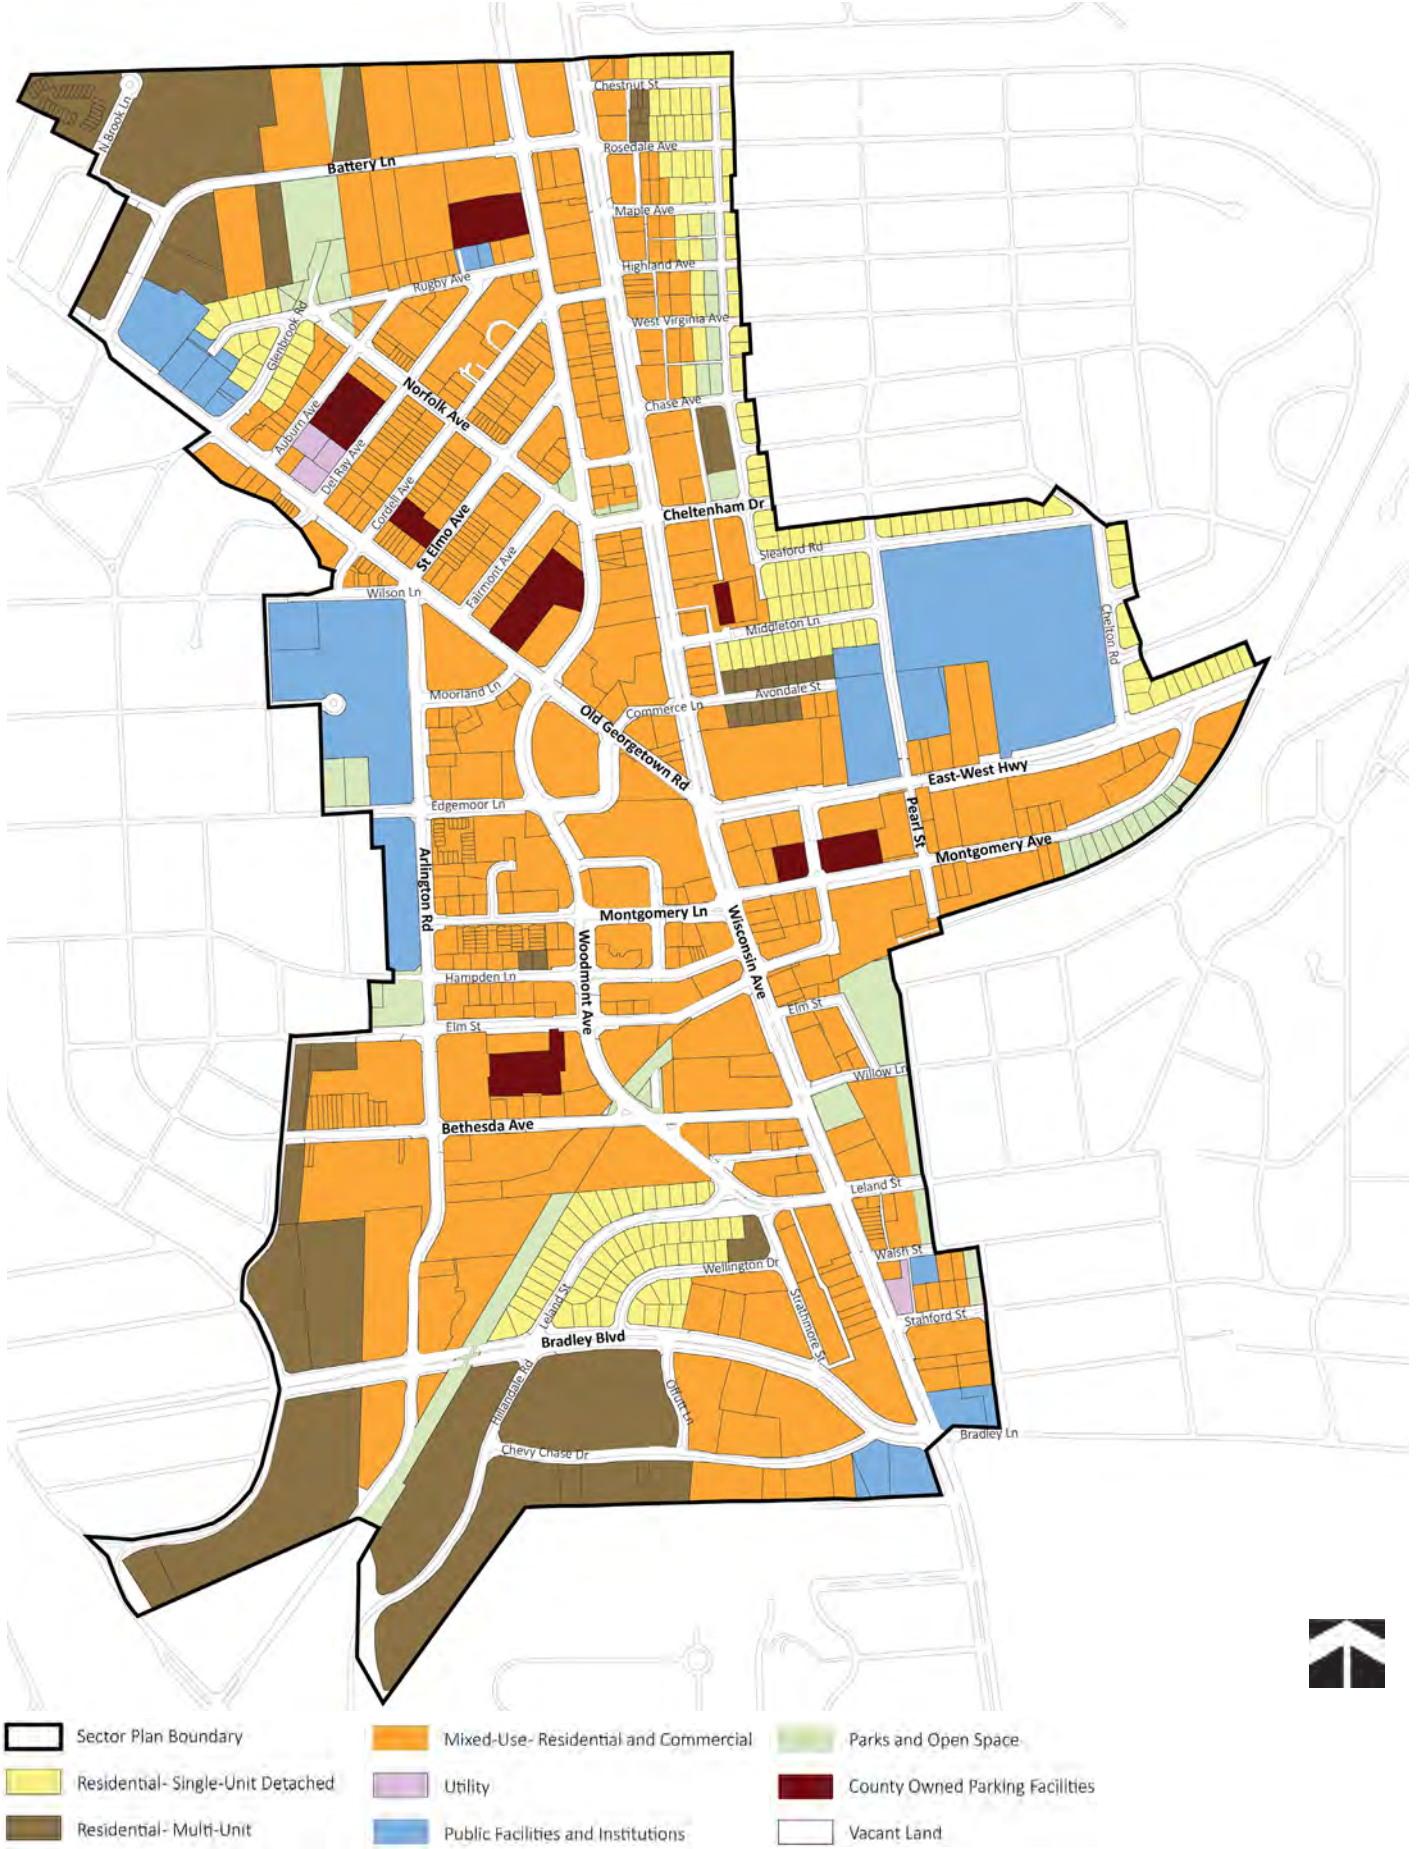 Chestnut St
N Brook Ln
Rosedale Ave
Battery Ln
Maple Ave
Highland Ave
Rugby Ave
West Virginia Ave
Glenbrook Rd
Norfolk Ave
Chase Ave
Auburn Ave
Del Ray Ave
Cordell Ave
Cheltenham Dr
St Elmo Ave
Sleaford Rd
Fairmont Ave
Wilson Ln
Middleton Ln
Chelton Rd
Moorland Ln
Avondale St
Commerce Ln
Old Georgetown Rd
East-West Hwy
Edgemoor Ln
Pearl St
Montgomery Ave
Arlington Rd
Montgomery Ln
Wisconsin Ave
Woodmont Ave
Hampden Ln
Elm St
Elm St
Willow Ln
Bethesda Ave
Leland St
Walsh St
Wellington Dr
Leland St
Strathmore St
Stanford St
Bradley Blvd
Hillandale Rd
Offutt Ln
Bradley Ln
Chevy Chase Dr
Sector Plan Boundary
Mixed-Use- Residential and Commercial
Parks and Open Space
Residential- Single-Unit Detached
Utility
County Owned Parking Facilities
Residential- Multi-Unit
Public Facilities and Institutions
Vacant Land